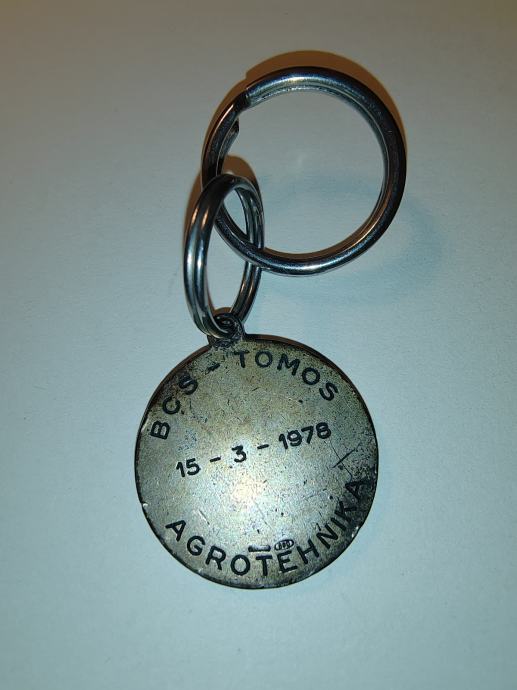 BCS - TOMOS
15 - 3 - 1978
AGROTEHNIKA